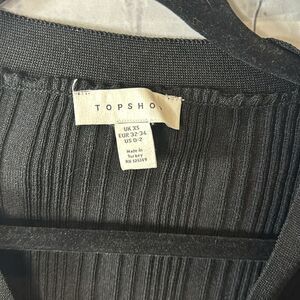 TOPSHOP
UK XS
EUR 32-34
US 0-2
Made in
Turkey